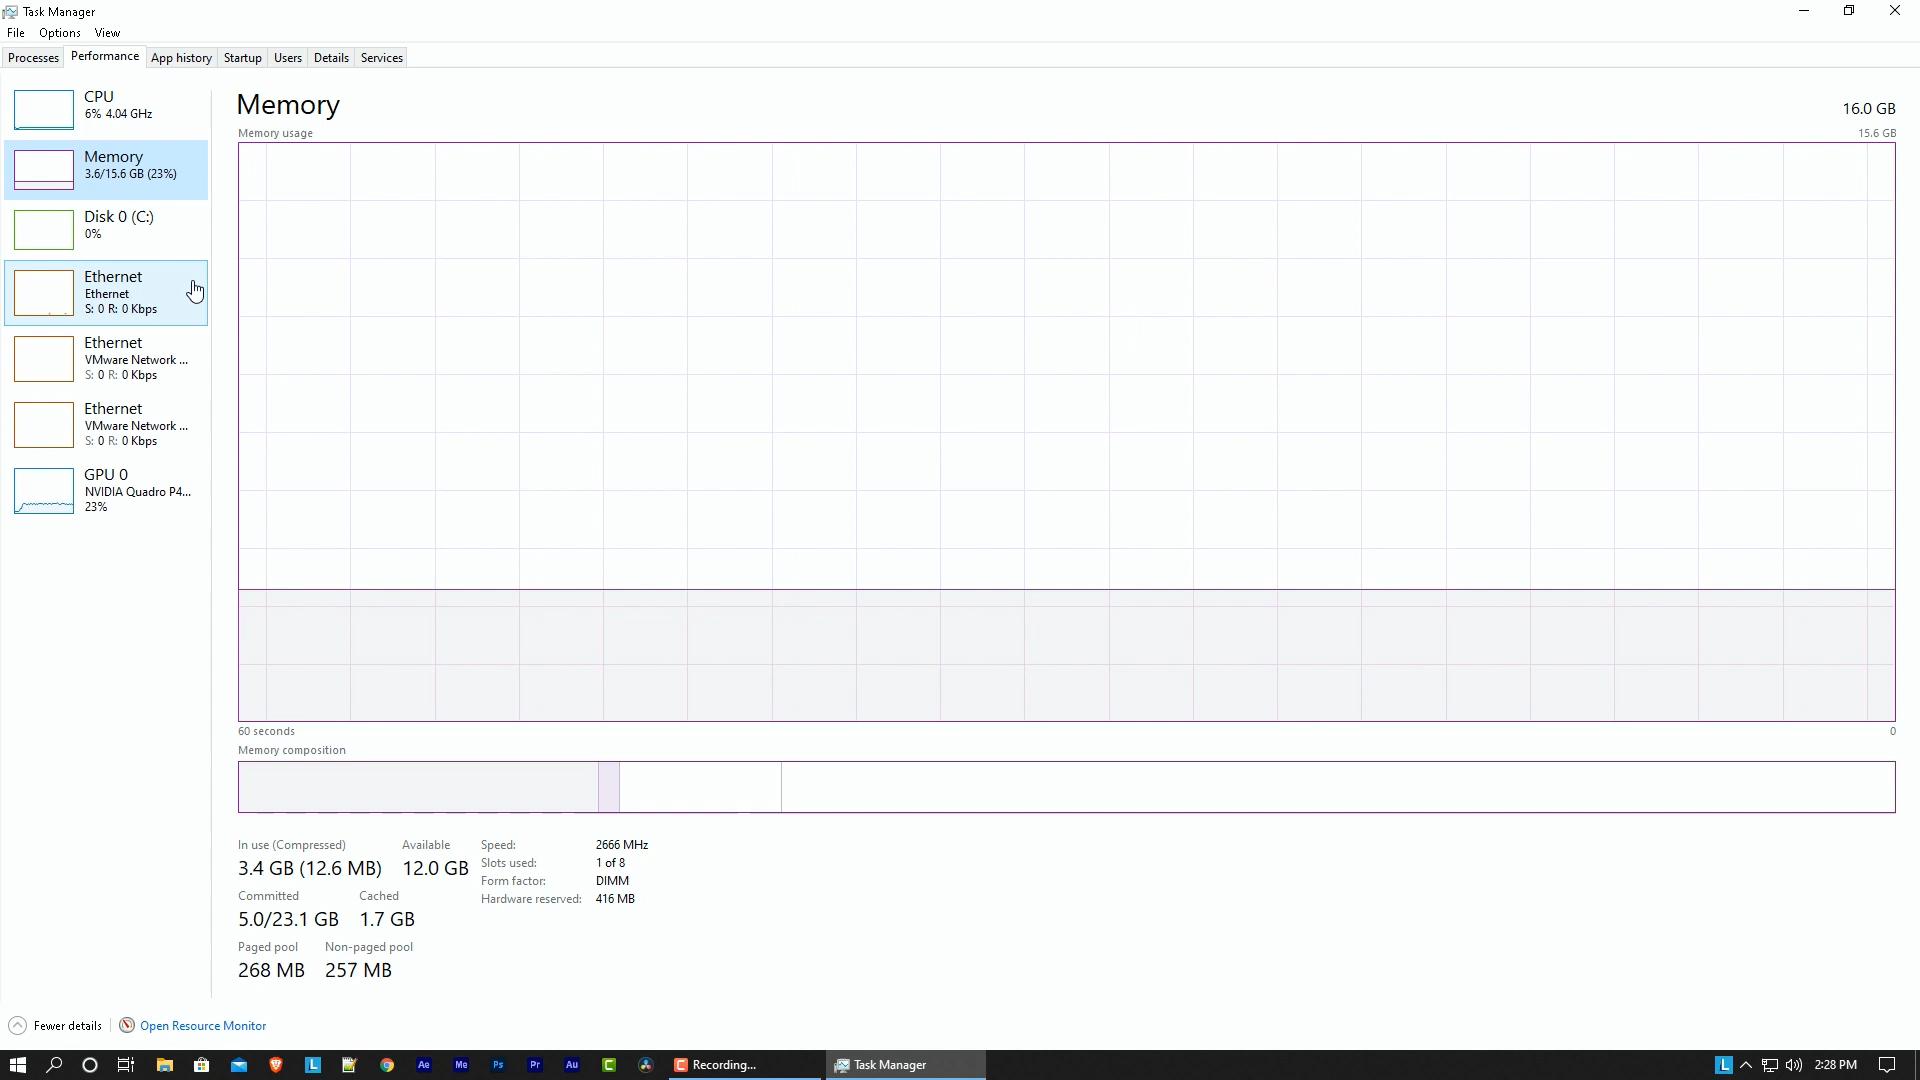 Task Manager
File Options View
Processes Performance App history Startup Users Details Services
CPU
6% 4.04 GHz
Memory
3.6/15.6 GB (23%)
Disk 0 (C:)
0%
Ethernet
Ethernet
S: 0 R: 0 Kbps
Ethernet
VMware Network ...
S: 0 R: 0 Kbps
Ethernet
VMware Network ...
S: 0 R: 0 Kbps
GPU 0
NVIDIA Quadro P4...
23%
Memory 16.0 GB
Memory usage 15.6 GB
60 seconds 0
Memory composition
In use (Compressed) Available
3.4 GB (12.6 MB) 12.0 GB
Committed Cached
5.0/23.1 GB 1.7 GB
Paged pool Non-paged pool
268 MB 257 MB
Speed: 2666 MHz
Slots used: 1 of 8
Form factor: DIMM
Hardware reserved: 416 MB
Fewer details Open Resource Monitor
L Ae Me Ps Pr Au C C Recording... Task Manager L 2:28 PM